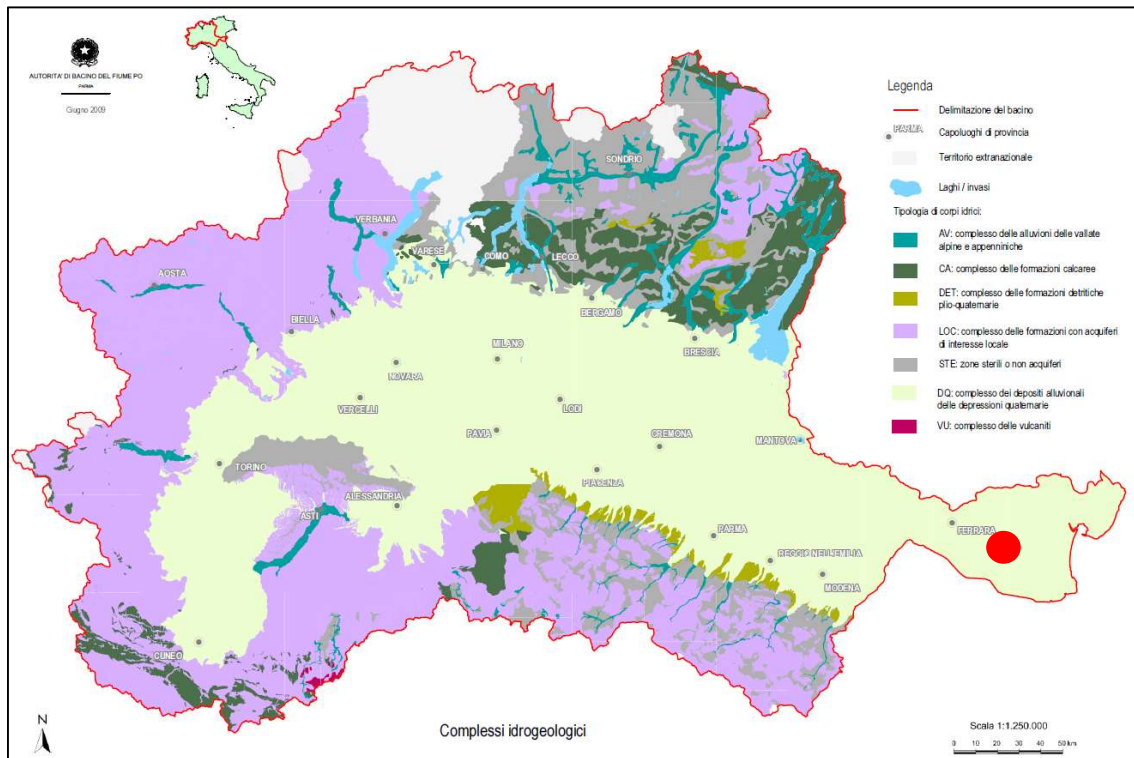 AUTORITA' DI BACINO DEL FIUME PO
PARMA
Giugno 2009
Legenda
Delimitazione del bacino
PARMA
Capoluoghi di provincia
Territorio extranazionale
Laghi / invasi
Tipologia di corpi idrici:
AV: complesso delle alluvioni delle vallate
alpine e appenniniche
CA: complesso delle formazioni calcaree
DET: complesso delle formazioni detritiche
plio-quaternarie
LOC: complesso delle formazioni con acquiferi
di interesse locale
STE: zone sterili o non acquiferi
DQ: complesso dei depositi alluvionali
delle depressioni quaternarie
VU: complesso delle vulcaniti
SONDRIO
VERBANIA
VARESE
COMO
LECCO
AOSTA
BIELLA
BERGAMO
MILANO
BRESCIA
NOVARA
VERCELLI
LODI
PAVIA
CREMONA
MANTOVA
TORINO
PIACENZA
ALESSANDRIA
ASTI
PARMA
FERRARA
REGGIO NELL'EMILIA
MODENA
CUNEO
N
Complessi idrogeologici
Scala 1:1.250.000
0 10 20 30 40 50 km